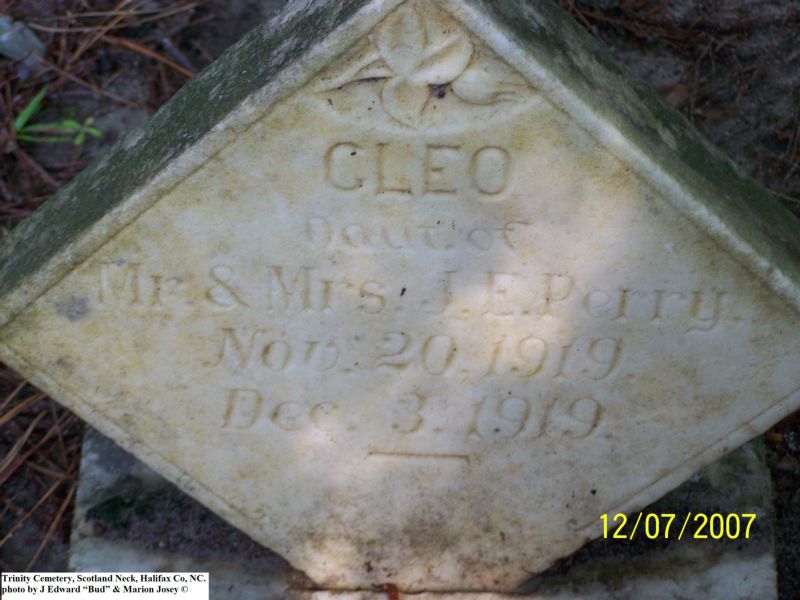 CLEO
Daut. of
Mr. & Mrs. J. E. Perry.
Nov. 20, 1919.
Dec. 3. 1919.
12/07/2007
Trinity Cemetery, Scotland Neck, Halifax Co, NC.
photo by J Edward “Bud” & Marion Josey ©